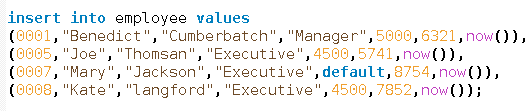 insert into employee values
(0001,"Benedict","Cumberbatch","Manager",5000,6321,now()),
(0005,"Joe","Thomsan","Executive",4500,5741,now()),
(0007,"Mary","Jackson","Executive",default,8754,now()),
(0008,"Kate","langford","Executive",4500,7852,now());